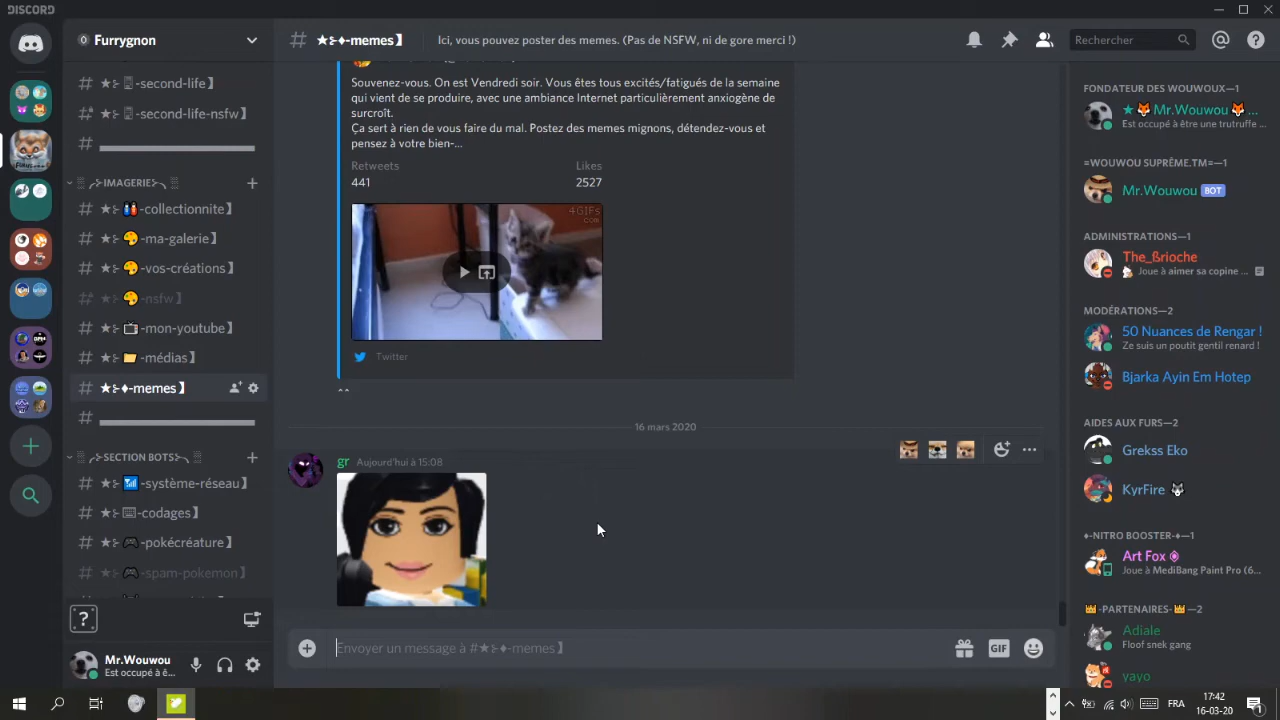 DISCORD
Furrygnon
-second-life】
-second-life-nsfw】
IMAGERIE
-collectionnite】
-ma-galerie】
-vos-créations】
-nsfw】
-mon-youtube】
-médias】
★⊱♦-memes】
SECTION BOTS
-système-réseau】
-codages】
-pokécréature】
-spam-pokemon】
Mr.Wouwou
Est occupé à ê...
# ★⊱♦-memes】
Ici, vous pouvez poster des memes. (Pas de NSFW, ni de gore merci !)
Rechercher
Souvenez-vous. On est Vendredi soir. Vous êtes tous excités/fatigués de la semaine
qui vient de se produire, avec une ambiance Internet particulièrement anxiogène de
surcroît.
Ça sert à rien de vous faire du mal. Postez des memes mignons, détendez-vous et
pensez à votre bien-...
Retweets Likes
441 2527
4GIFs
.COM
Twitter
^^
16 mars 2020
gr Aujourd'hui à 15:08
Envoyer un message à #★⊱♦-memes】
GIF
FONDATEUR DES WOUWOUX—1
★ 🦊 Mr.Wouwou 🦊 ...
Est occupé à être une trutruffe ...
=WOUWOU SUPRÊME.TM=—1
Mr.Wouwou BOT
ADMINISTRATIONS—1
The_ßrioche
Joue à aimer sa copine ...
MODÉRATIONS—2
50 Nuances de Renard !
Ze suis un poutit gentil renard !
Bjarka Ayin Em Hotep
AIDES AUX FURS—2
Grekss Eko
KyrFire 🐺
♦-NITRO BOOSTER-♦—1
Art Fox
Joue à MediBang Paint Pro (6...
👑-PARTENAIRES-👑—2
Adiale
Floof snek gang
yayo
FRA
17:42
16-03-20